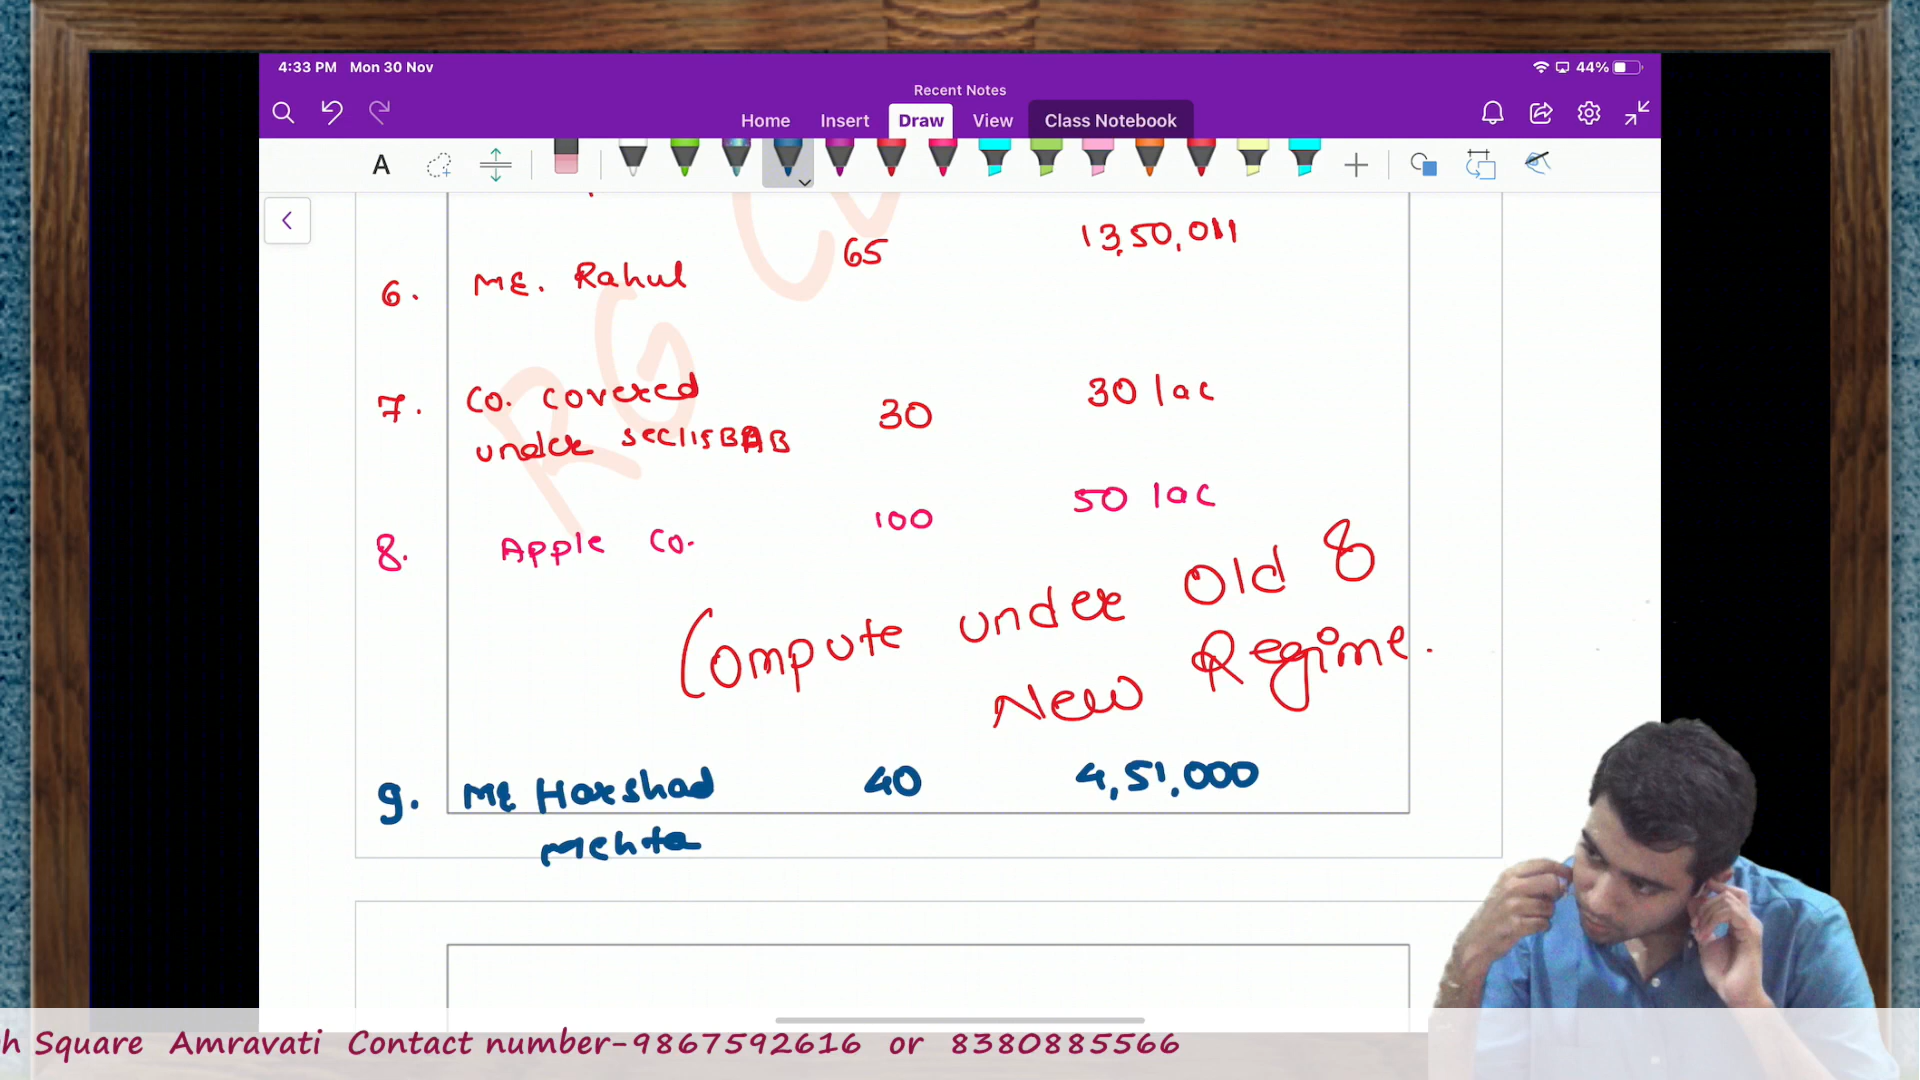 4:33 PM Mon 30 Nov
44%
Recent Notes
Home Insert Draw View Class Notebook
A
RG
6. Mr. Rahul 65 13,50,011
7. Co. covered 30 30 lac
under sec115BAB
8. Apple Co. 100 50 lac
Compute under Old &
New Regime.
9. Mr Harshad 40 4,51,000
Mehta
h Square Amravati Contact number-9867592616 or 8380885566